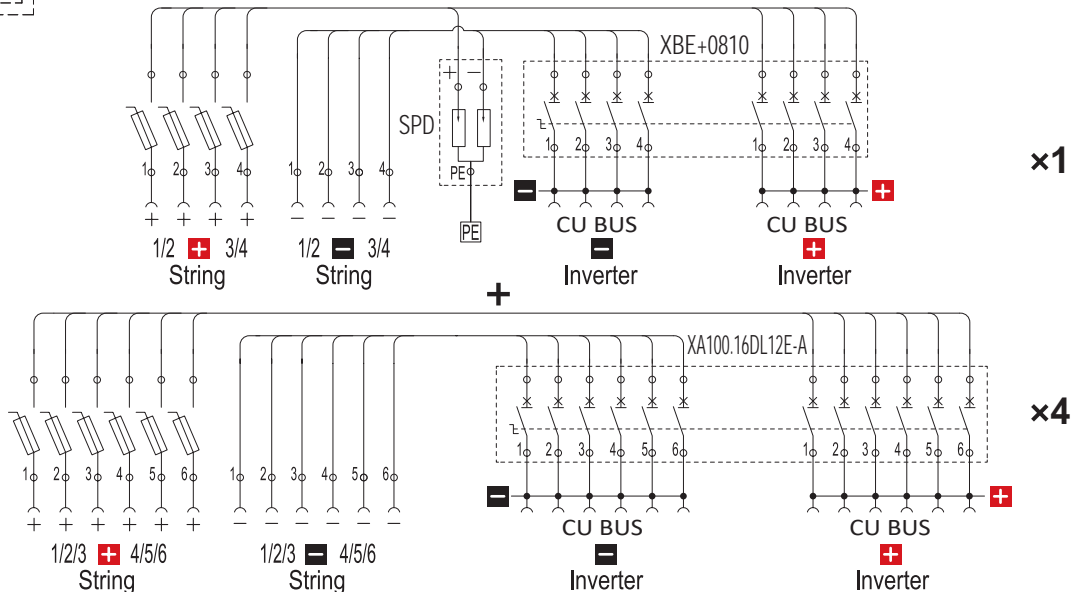 XBE+0810
+ −
SPD
1 2 3 4
1 2 3 4
PE
1 2 3 4
1 2 3 4
×1
−
+
+ + + +
− − − −
PE
CU BUS
CU BUS
1/2 + 3/4
1/2 − 3/4
−
+
String
String
Inverter
Inverter
+
XA100.16DL12E-A
×4
1 2 3 4 5 6
1 2 3 4 5 6
1 2 3 4 5 6
1 2 3 4 5 6
−
+
+ + + + + +
− − − − − −
CU BUS
CU BUS
1/2/3 + 4/5/6
1/2/3 − 4/5/6
−
+
String
String
Inverter
Inverter